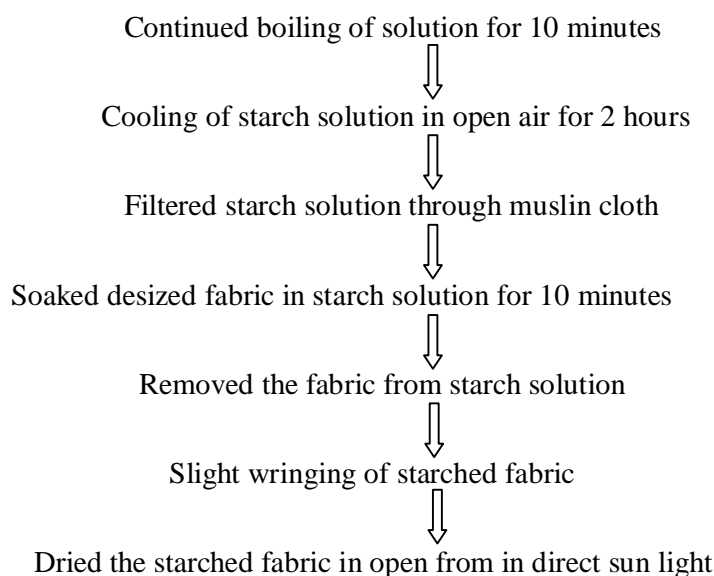 Continued boiling of solution for 10 minutes
Cooling of starch solution in open air for 2 hours
Filtered starch solution through muslin cloth
Soaked desized fabric in starch solution for 10 minutes
Removed the fabric from starch solution
Slight wringing of starched fabric
Dried the starched fabric in open from in direct sun light